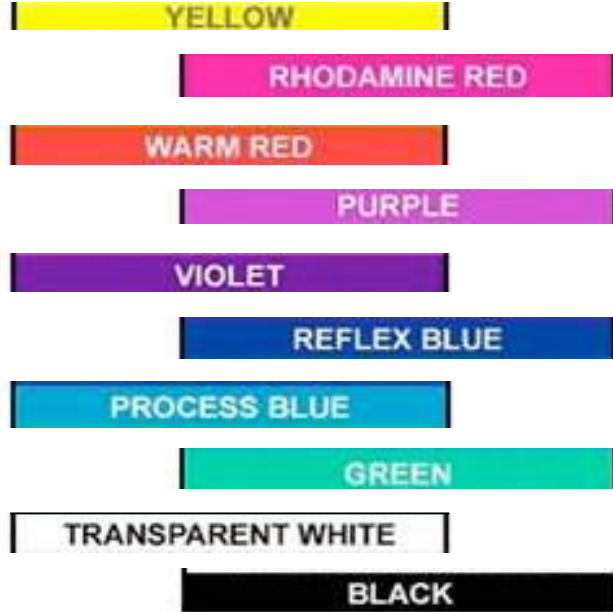 YELLOW
RHODAMINE RED
WARM RED
PURPLE
VIOLET
REFLEX BLUE
PROCESS BLUE
GREEN
TRANSPARENT WHITE
BLACK